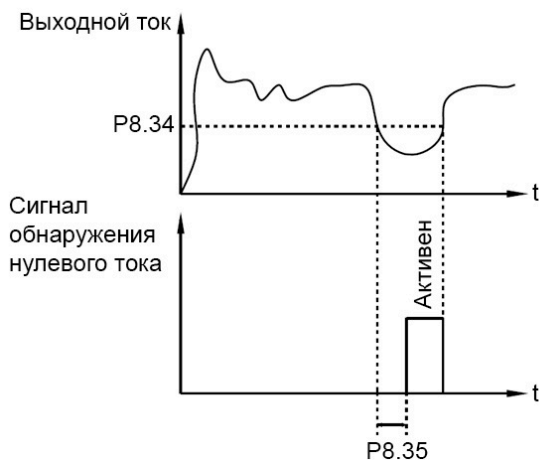 Выходной ток
P8.34
t
Сигнал
обнаружения
нулевого тока
Активен
t
P8.35